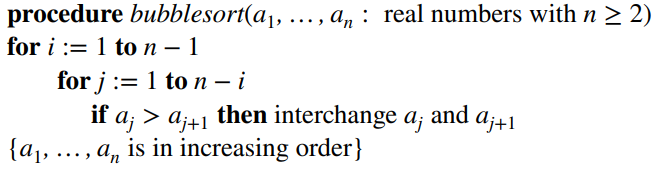 procedure bubblesort(a₁, …, aₙ : real numbers with n ≥ 2)
for i := 1 to n − 1
for j := 1 to n − i
if aⱼ > aⱼ₊₁ then interchange aⱼ and aⱼ₊₁
{a₁, …, aₙ is in increasing order}